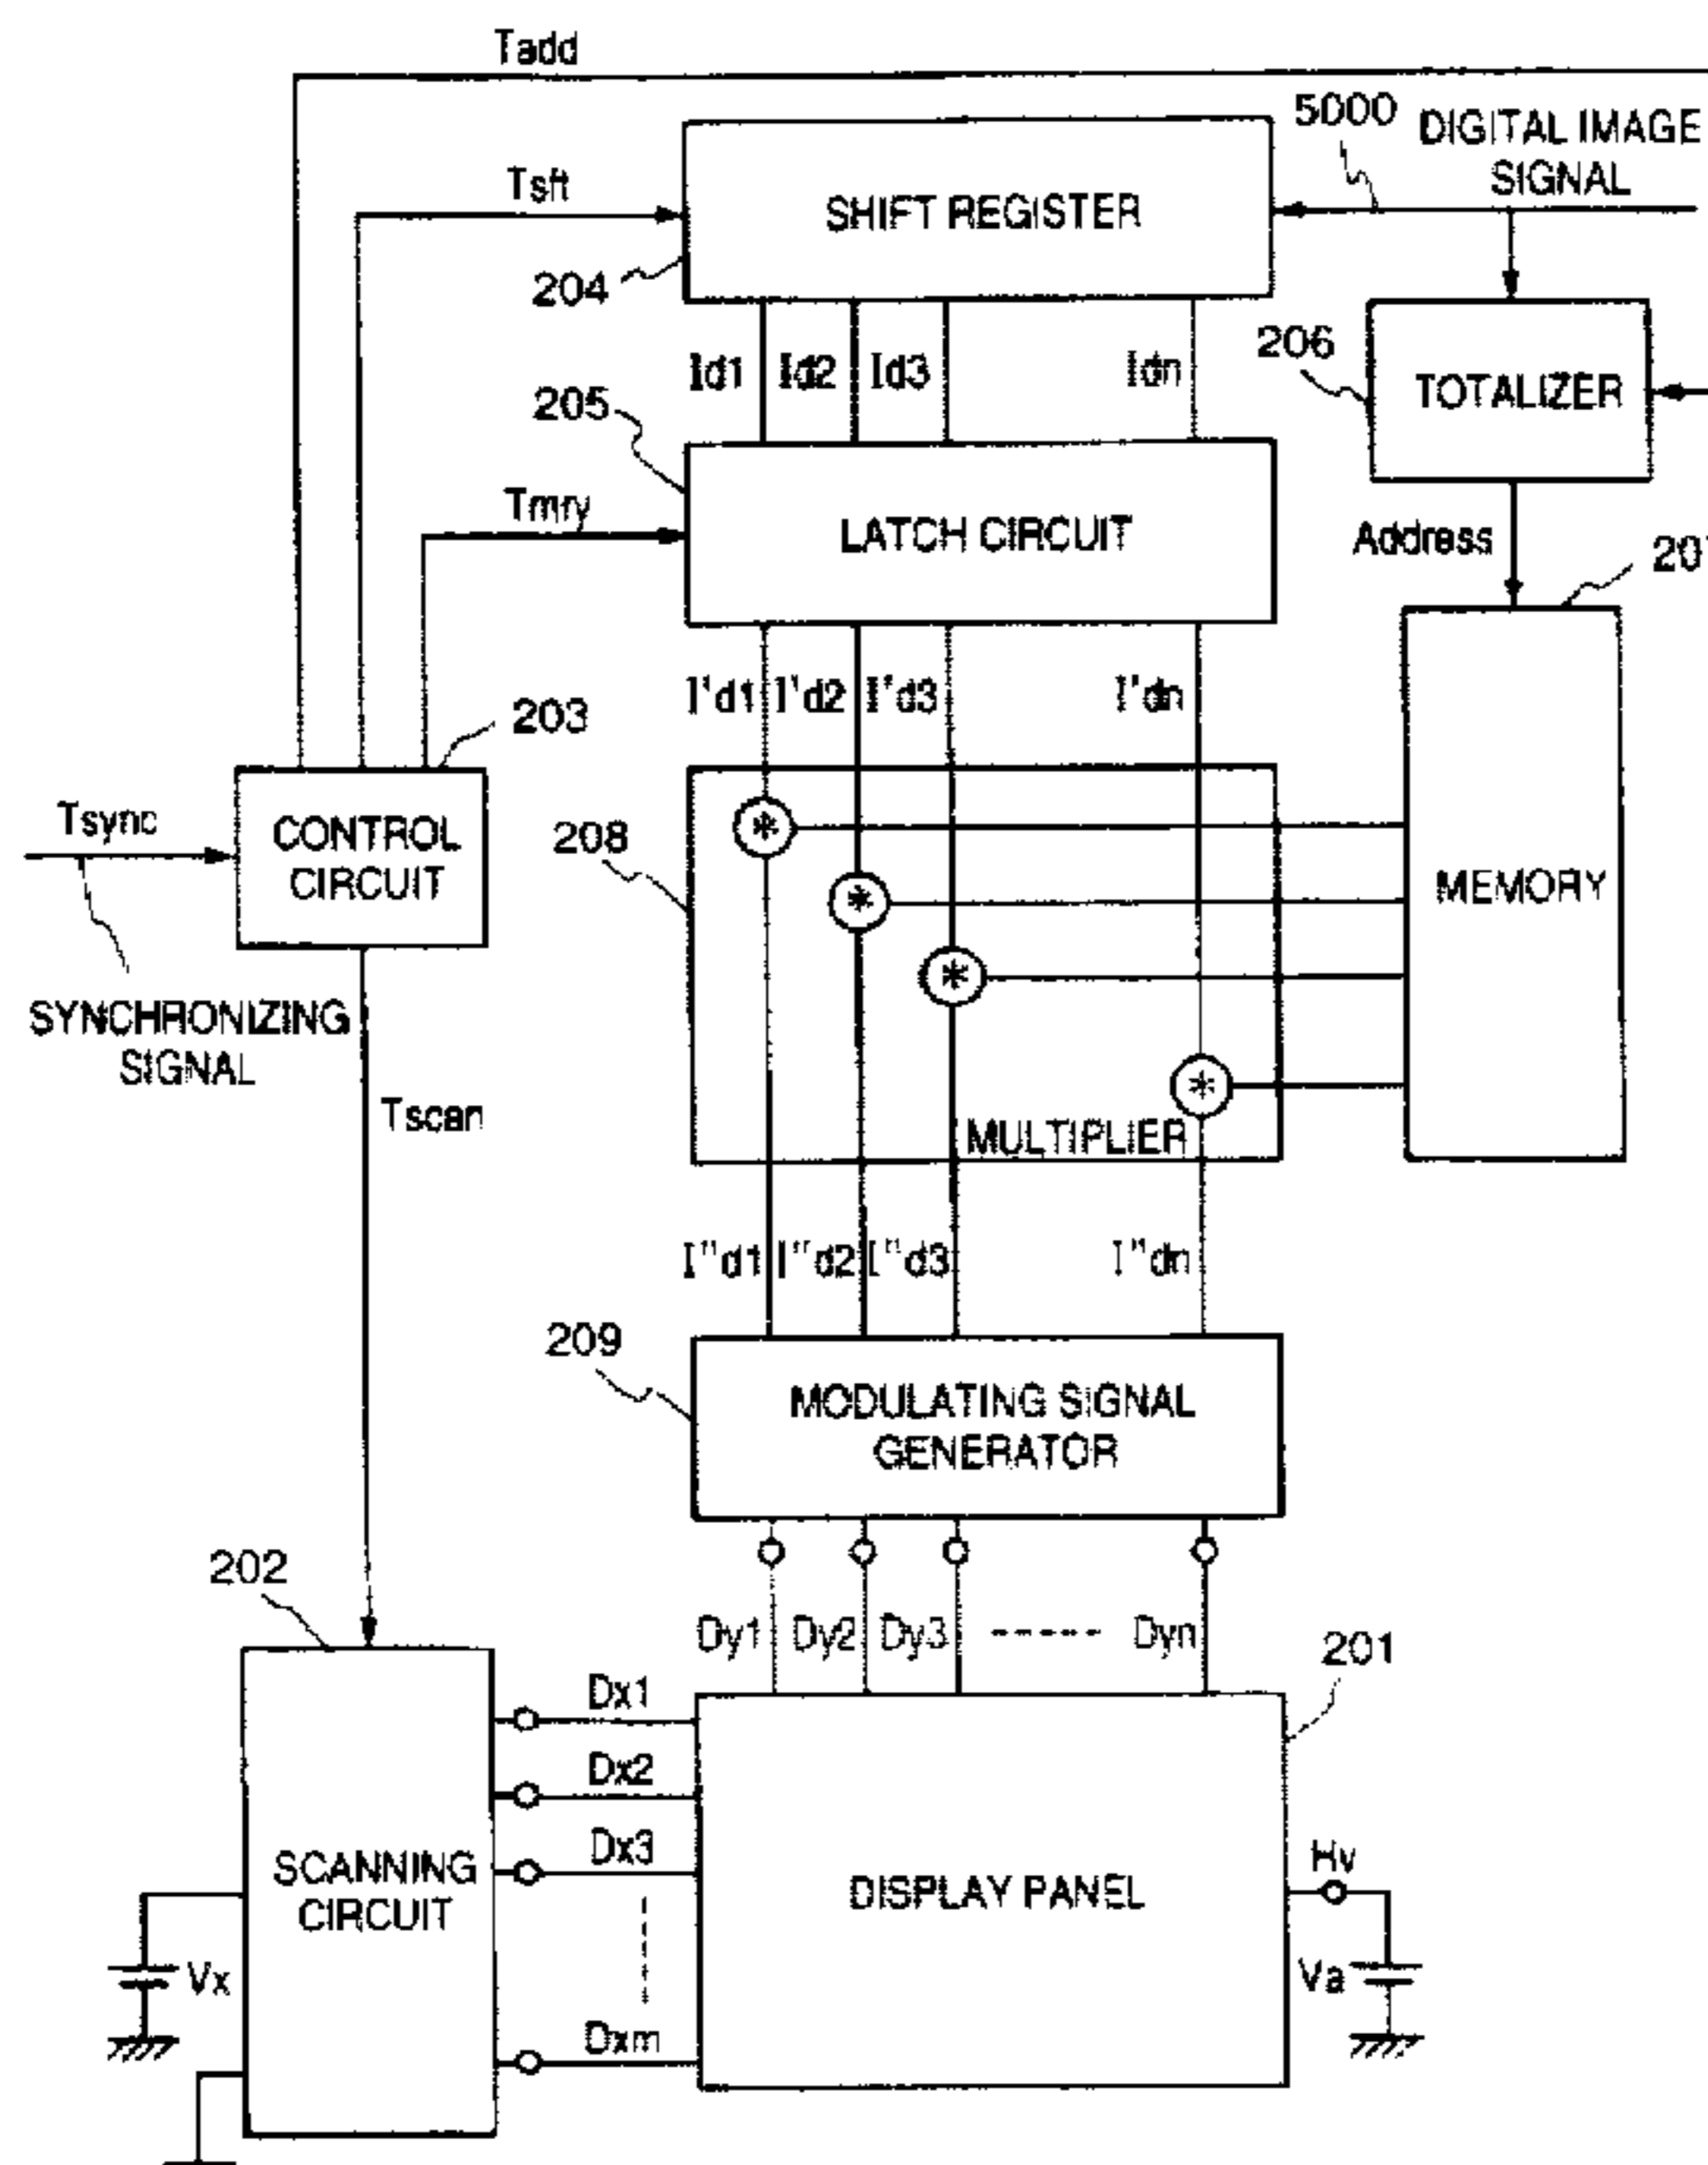 Tadd
5000
DIGITAL IMAGE
SIGNAL
Tsft
SHIFT REGISTER
204
Id1 Id2 Id3 Idn
206
TOTALIZER
205
Tmry
LATCH CIRCUIT
Address
I'd1 I'd2 I'd3 I'dn
203
Tsync
CONTROL
CIRCUIT
208
MEMORY
SYNCHRONIZING
SIGNAL
Tscan
MULTIPLIER
I"d1 I"d2 I"d3 I"dn
209
MODULATING SIGNAL
GENERATOR
202
Dy1 Dy2 Dy3 Dyn
201
Dx1
Dx2
Dx3
SCANNING
CIRCUIT
DISPLAY PANEL
Hv
Vx
Va
Dxm